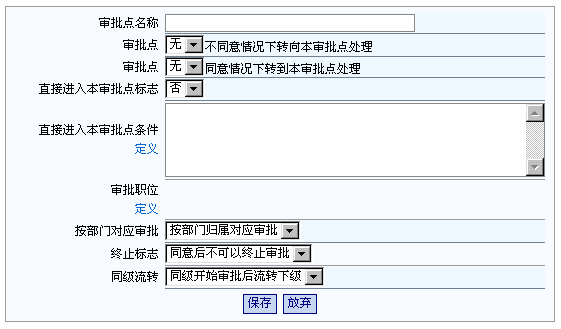 审批点名称
审批点 无 不同意情况下转向本审批点处理
审批点 无 同意情况下转到本审批点处理
直接进入本审批点标志 否
直接进入本审批点条件
定义
审批职位
定义
按部门对应审批 按部门归属对应审批
终止标志 同意后不可以终止审批
同级流转 同级开始审批后流转下级
保存 放弃